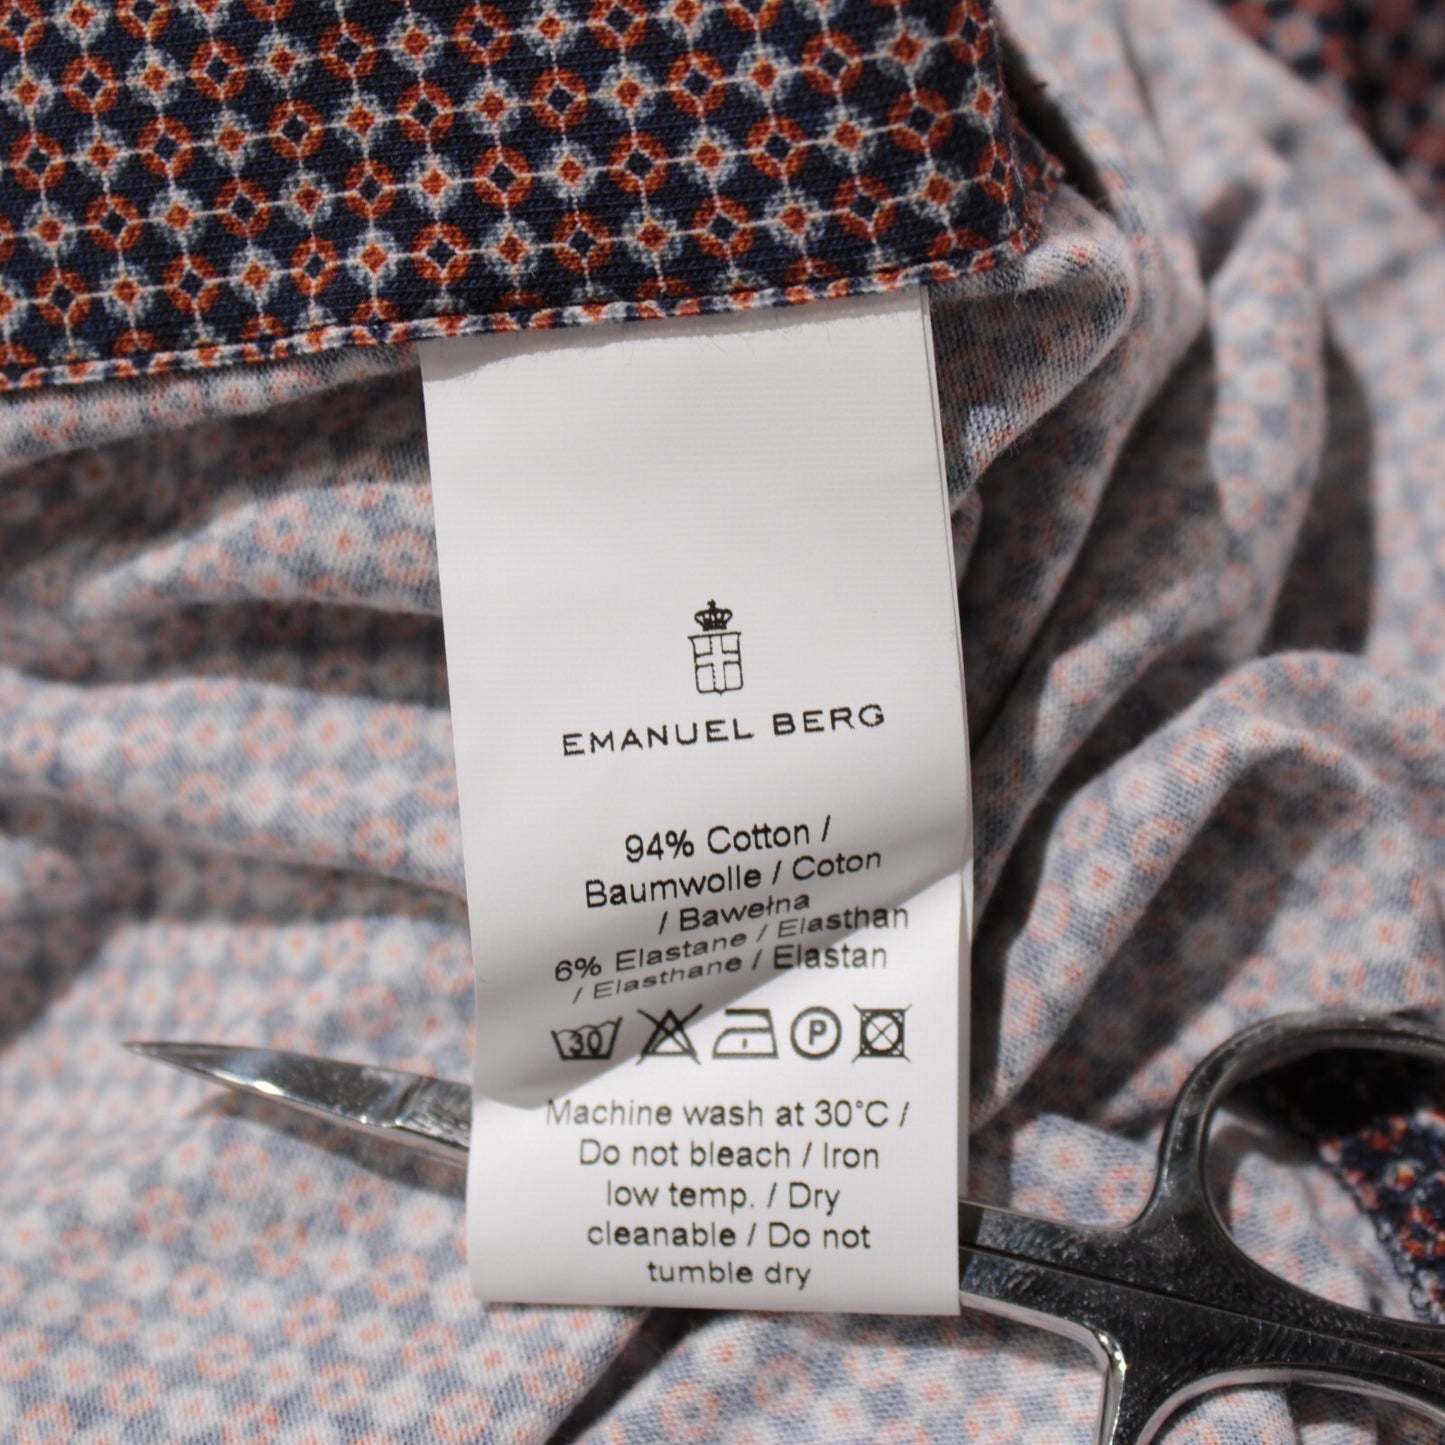 EMANUEL BERG
94% Cotton /
Baumwolle / Coton
/ Bawełna
6% Elastane / Elasthan
/ Elasthane / Elastan
30 P
Machine wash at 30°C /
Do not bleach / Iron
low temp. / Dry
cleanable / Do not
tumble dry